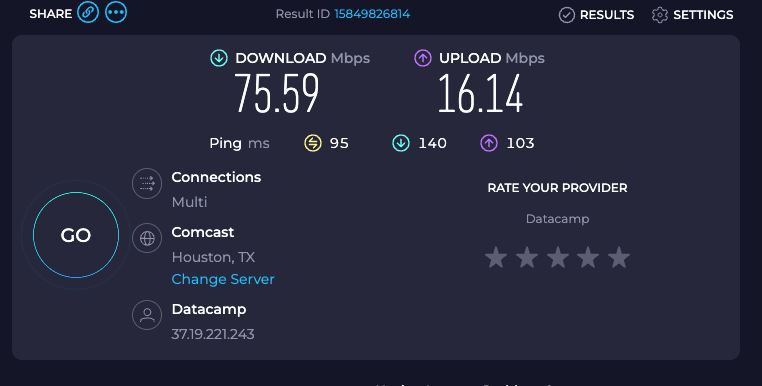 SHARE Result ID 15849826814 RESULTS SETTINGS
DOWNLOAD Mbps UPLOAD Mbps
75.59 16.14
Ping ms 95 140 103
Connections
Multi
RATE YOUR PROVIDER
Datacamp
GO
Comcast
Houston, TX
Change Server
Datacamp
37.19.221.243